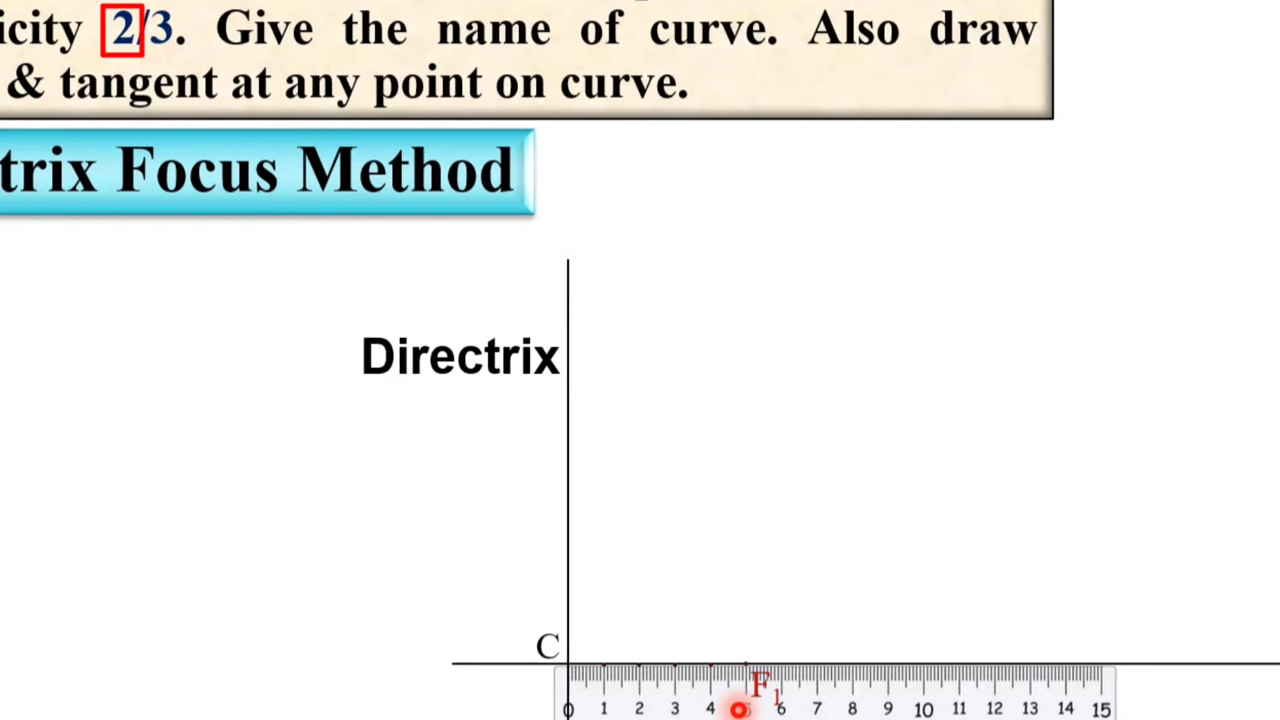 icity 2/3. Give the name of curve. Also draw
& tangent at any point on curve.
trix Focus Method
Directrix
C
F1
0 1 2 3 4 5 6 7 8 9 10 11 12 13 14 15